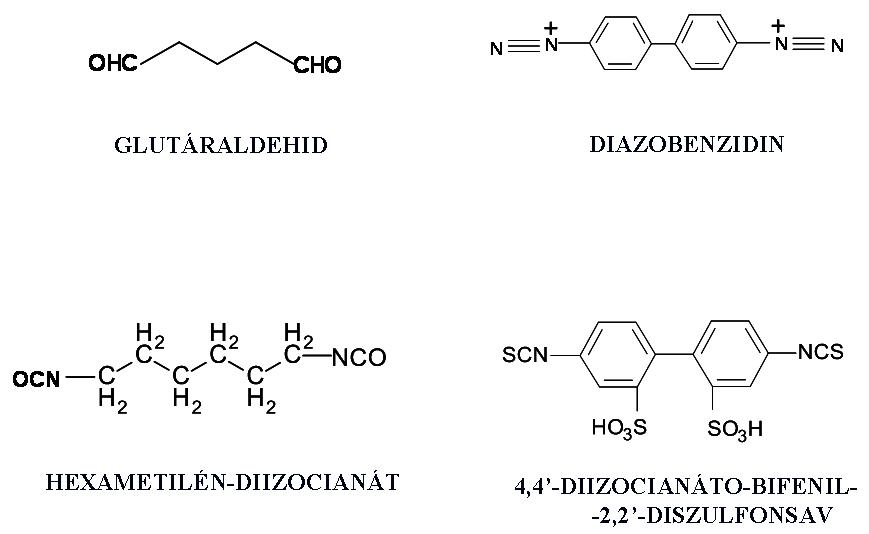 OHC CHO
N N + + N N
GLUTÁRALDEHID
DIAZOBENZIDIN
H2 H2 H2
OCN C C C C C C NCO
H2 H2 H2
HEXAMETILÉN-DIIZOCIANÁT
SCN NCS
HO3S SO3H
4,4’-DIIZOCIANÁTO-BIFENIL-
-2,2’-DISZULFONSAV